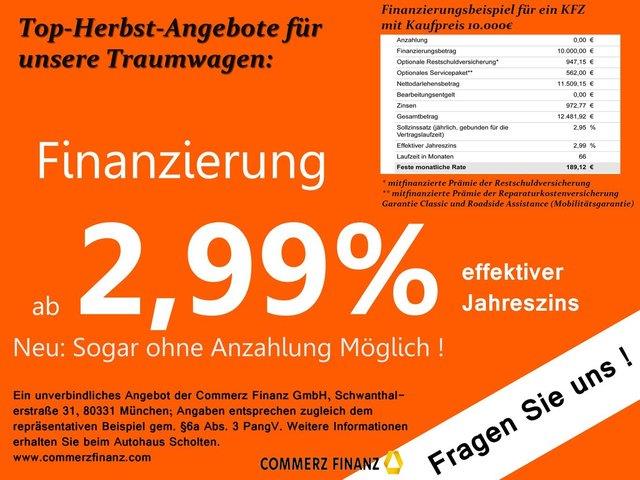 Top-Herbst-Angebote für
unsere Traumwagen:
Finanzierungsbeispiel für ein KFZ
mit Kaufpreis 10.000€
Anzahlung 0,00 €
Finanzierungsbetrag 10.000,00 €
Optionale Restschuldversicherung* 947,15 €
Optionales Servicepaket** 562,00 €
Nettodarlehensbetrag 11.509,15 €
Bearbeitungsentgelt 0,00 €
Zinsen 972,77 €
Gesamtbetrag 12.481,92 €
Sollzinssatz (jährlich, gebunden für die 2,95 %
Vertragslaufzeit)
Effektiver Jahreszins 2,99 %
Laufzeit in Monaten 66
Feste monatliche Rate 189,12 €
* mitfinanzierte Prämie der Restschuldversicherung
** mitfinanzierte Prämie der Reparaturkostenversicherung
Garantie Classic und Roadside Assistance (Mobilitätsgarantie)
Finanzierung
ab 2,99%
effektiver
Jahreszins
Neu: Sogar ohne Anzahlung Möglich !
Ein unverbindliches Angebot der Commerz Finanz GmbH, Schwanthal-
erstraße 31, 80331 München; Angaben entsprechen zugleich dem
repräsentativen Beispiel gem. §6a Abs. 3 PangV. Weitere Informationen
erhalten Sie beim Autohaus Scholten.
www.commerzfinanz.com
COMMERZ FINANZ
Fragen Sie uns !